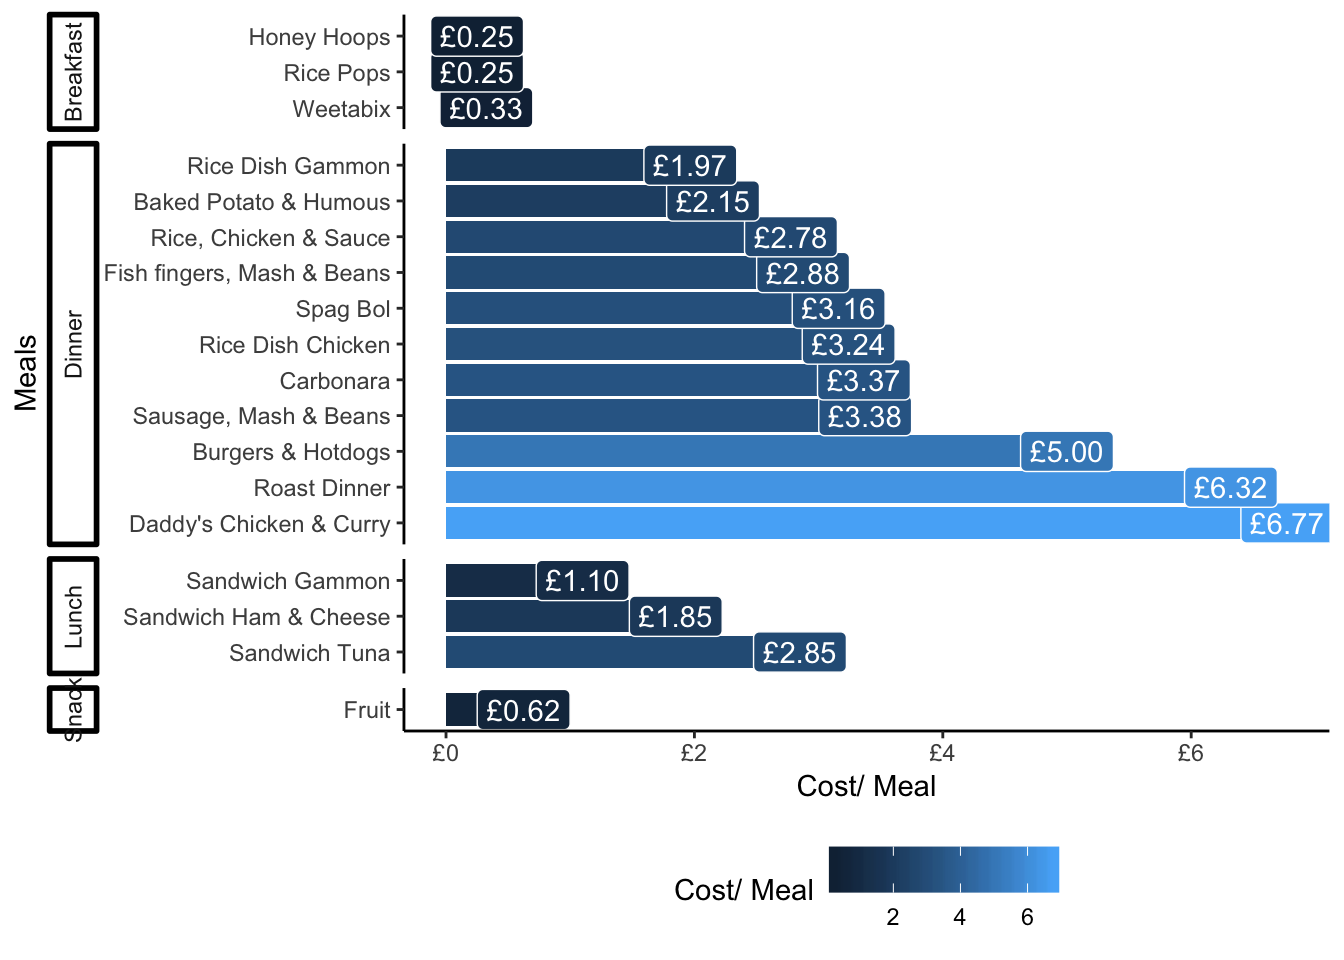 Meals
Breakfast
Honey Hoops £0.25
Rice Pops £0.25
Weetabix £0.33
Dinner
Rice Dish Gammon £1.97
Baked Potato & Humous £2.15
Rice, Chicken & Sauce £2.78
Fish fingers, Mash & Beans £2.88
Spag Bol £3.16
Rice Dish Chicken £3.24
Carbonara £3.37
Sausage, Mash & Beans £3.38
Burgers & Hotdogs £5.00
Roast Dinner £6.32
Daddy's Chicken & Curry £6.77
Lunch
Sandwich Gammon £1.10
Sandwich Ham & Cheese £1.85
Sandwich Tuna £2.85
Snack
Fruit £0.62
£0 £2 £4 £6
Cost/ Meal
Cost/ Meal
2 4 6